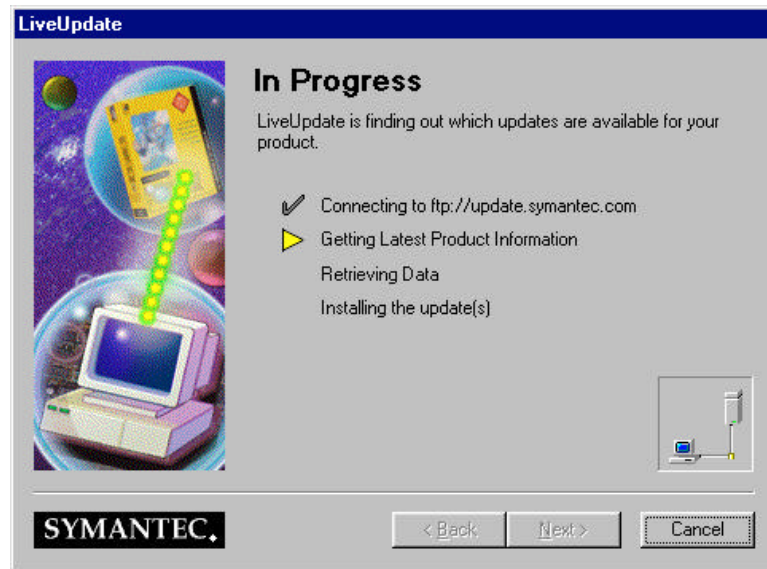 LiveUpdate
In Progress
LiveUpdate is finding out which updates are available for your
product.
Connecting to ftp://update.symantec.com
Getting Latest Product Information
Retrieving Data
Installing the update(s)
SYMANTEC.
< Back
Next >
Cancel